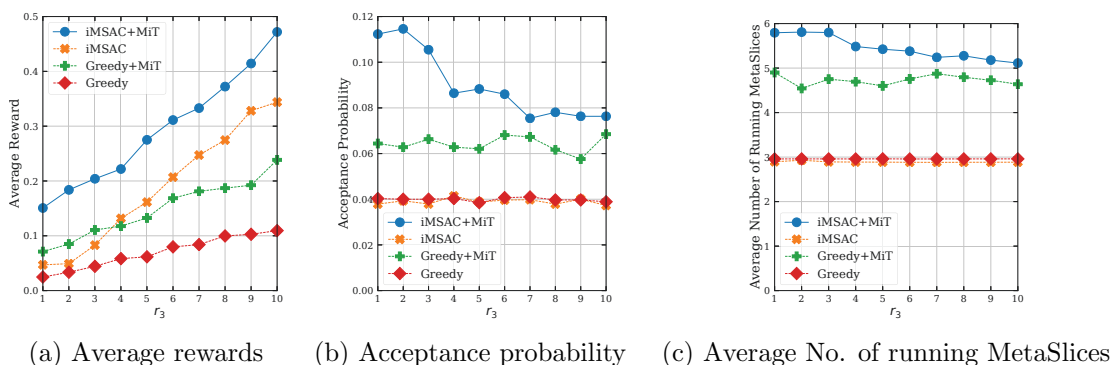 0.5
0.4
0.3
0.2
0.1
0.0
Average Reward
iMSAC+MiT
iMSAC
Greedy+MiT
Greedy
1 2 3 4 5 6 7 8 9 10
r3
(a) Average rewards
0.12
0.10
0.08
0.06
0.04
0.02
0.00
Acceptance Probability
iMSAC+MiT
iMSAC
Greedy+MiT
Greedy
1 2 3 4 5 6 7 8 9 10
r3
(b) Acceptance probability
6
5
4
3
2
1
0
Average Number of Running MetaSlices
iMSAC+MiT
iMSAC
Greedy+MiT
Greedy
1 2 3 4 5 6 7 8 9 10
r3
(c) Average No. of running MetaSlices